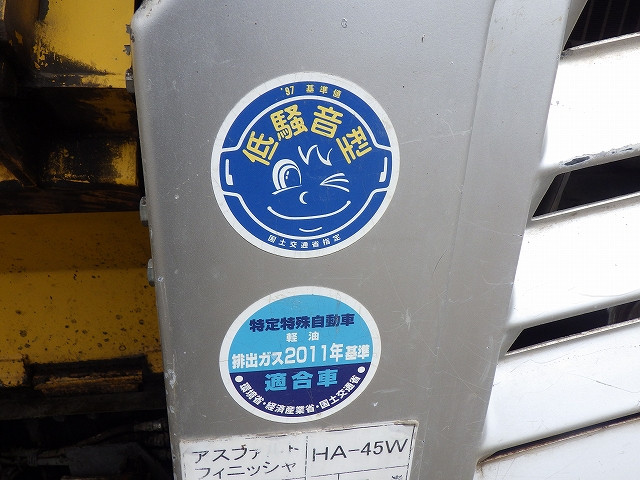 '97 基準値
低騒音型
国土交通省指定
特定特殊自動車
軽油
排出ガス2011年基準
適合車
・環境省・経済産業省・国土交通省・
アスファ
フィニッシャ
HA-45W